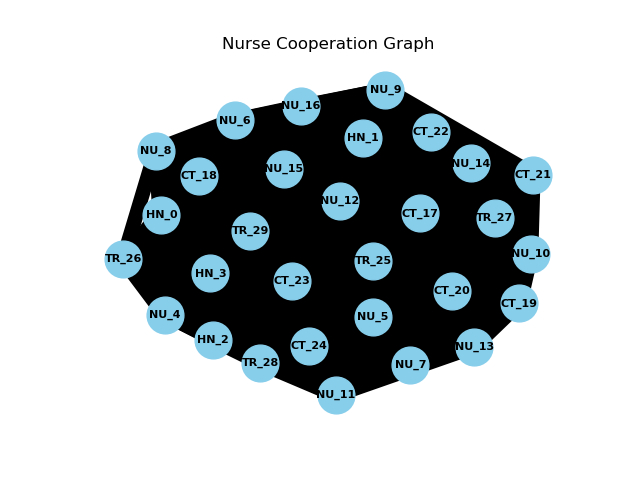 Nurse Cooperation Graph
NU_9
NU_16
NU_6
CT_22
HN_1
NU_8
NU_14
NU_15
CT_21
CT_18
NU_12
CT_17
HN_0
TR_27
TR_29
NU_10
TR_26
TR_25
HN_3
CT_23
CT_20
CT_19
NU_4
NU_5
HN_2
CT_24
NU_13
TR_28
NU_7
NU_11